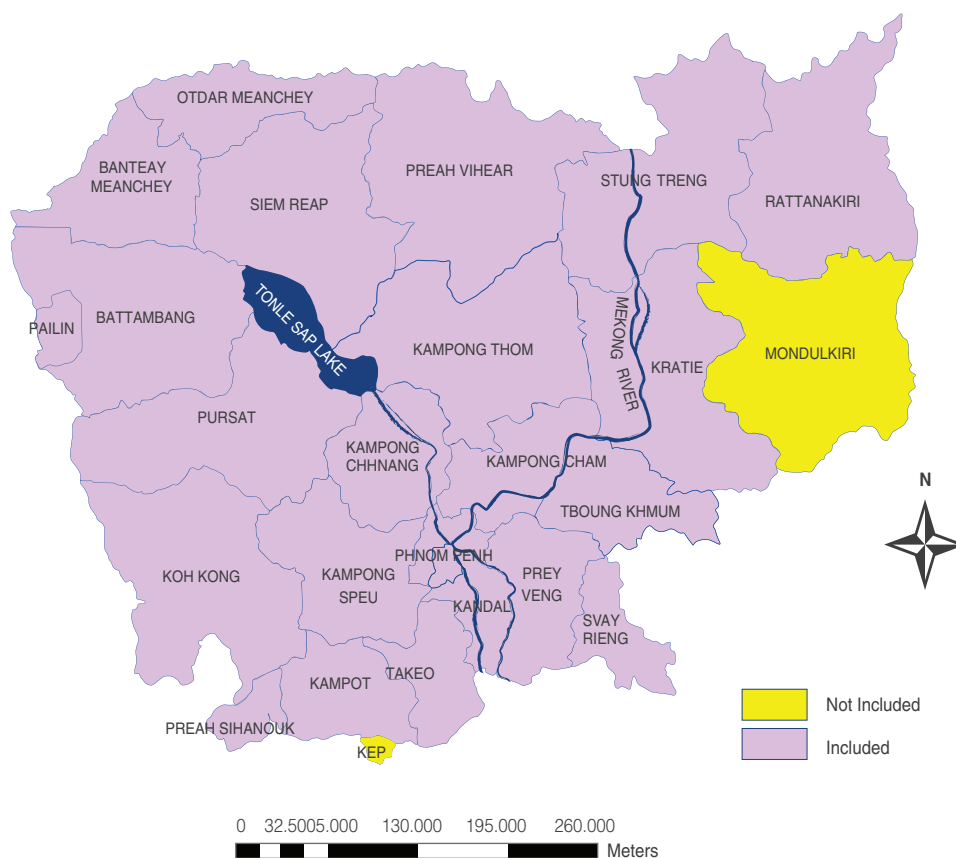 OTDAR MEANCHEY
BANTEAY
MEANCHEY
PREAH VIHEAR
STUNG TRENG
SIEM REAP
RATTANAKIRI
TONLE SAP LAKE
MEKONG RIVER
PAILIN
BATTAMBANG
KAMPONG THOM
MONDULKIRI
KRATIE
PURSAT
KAMPONG
CHHNANG
KAMPONG CHAM
N
TBOUNG KHMUM
PHNOM PENH
KOH KONG
KAMPONG
SPEU
PREY
VENG
KANDAL
SVAY
RIENG
TAKEO
KAMPOT
PREAH SIHANOUK
KEP
Not Included
Included
0 32.5005.000 130.000 195.000 260.000
Meters